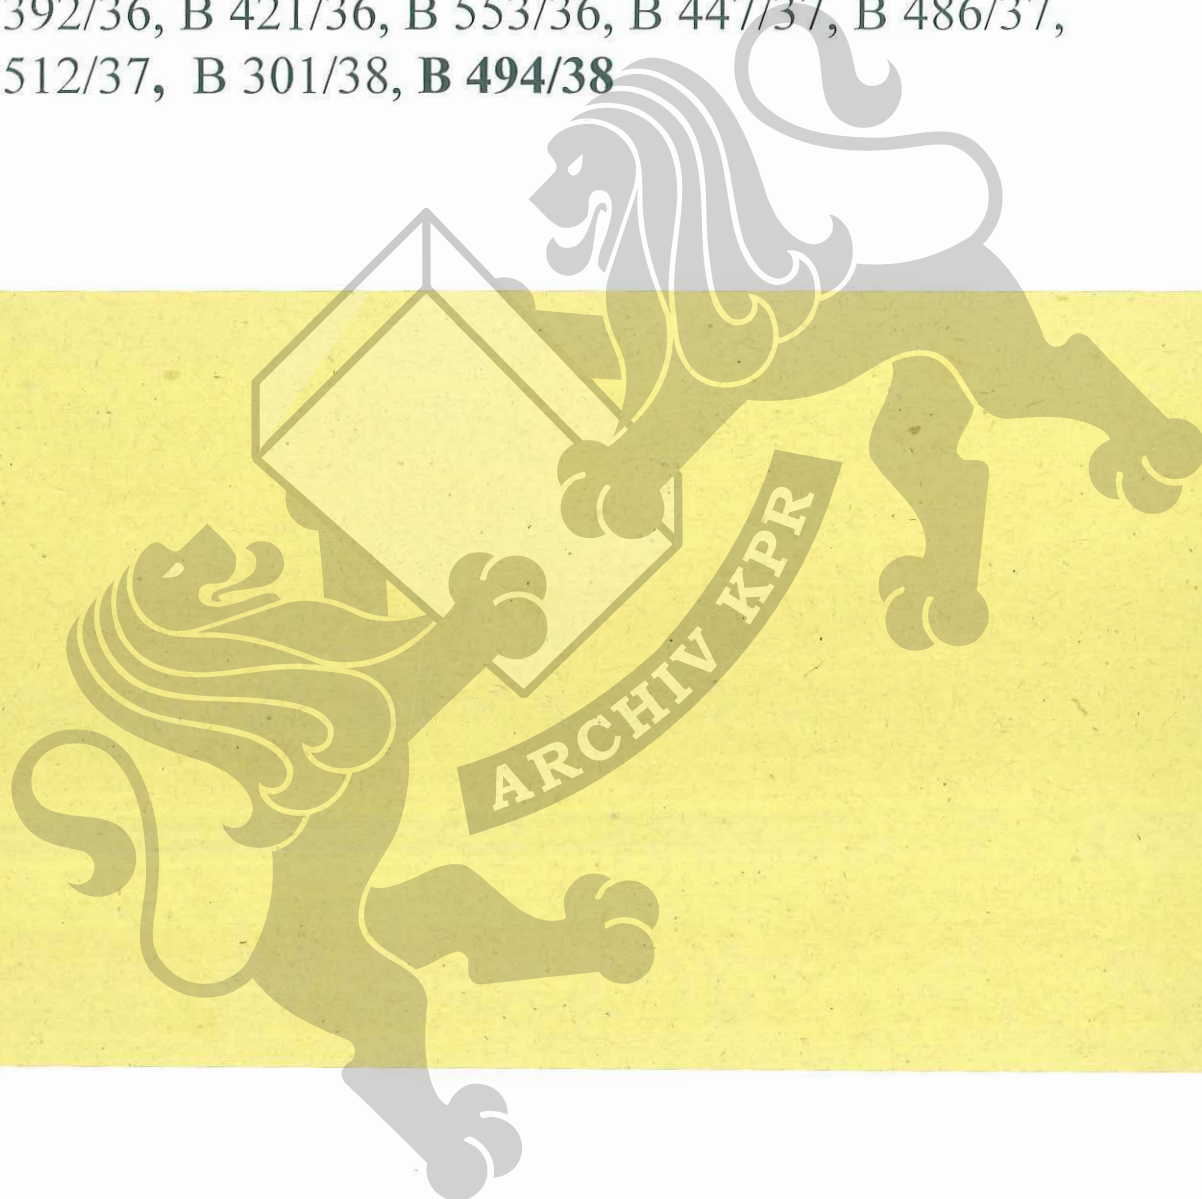 392/36, B 421/36, B 553/36, B 447/37, B 486/37,
512/37, B 301/38, B 494/38
ARCHIV KPR